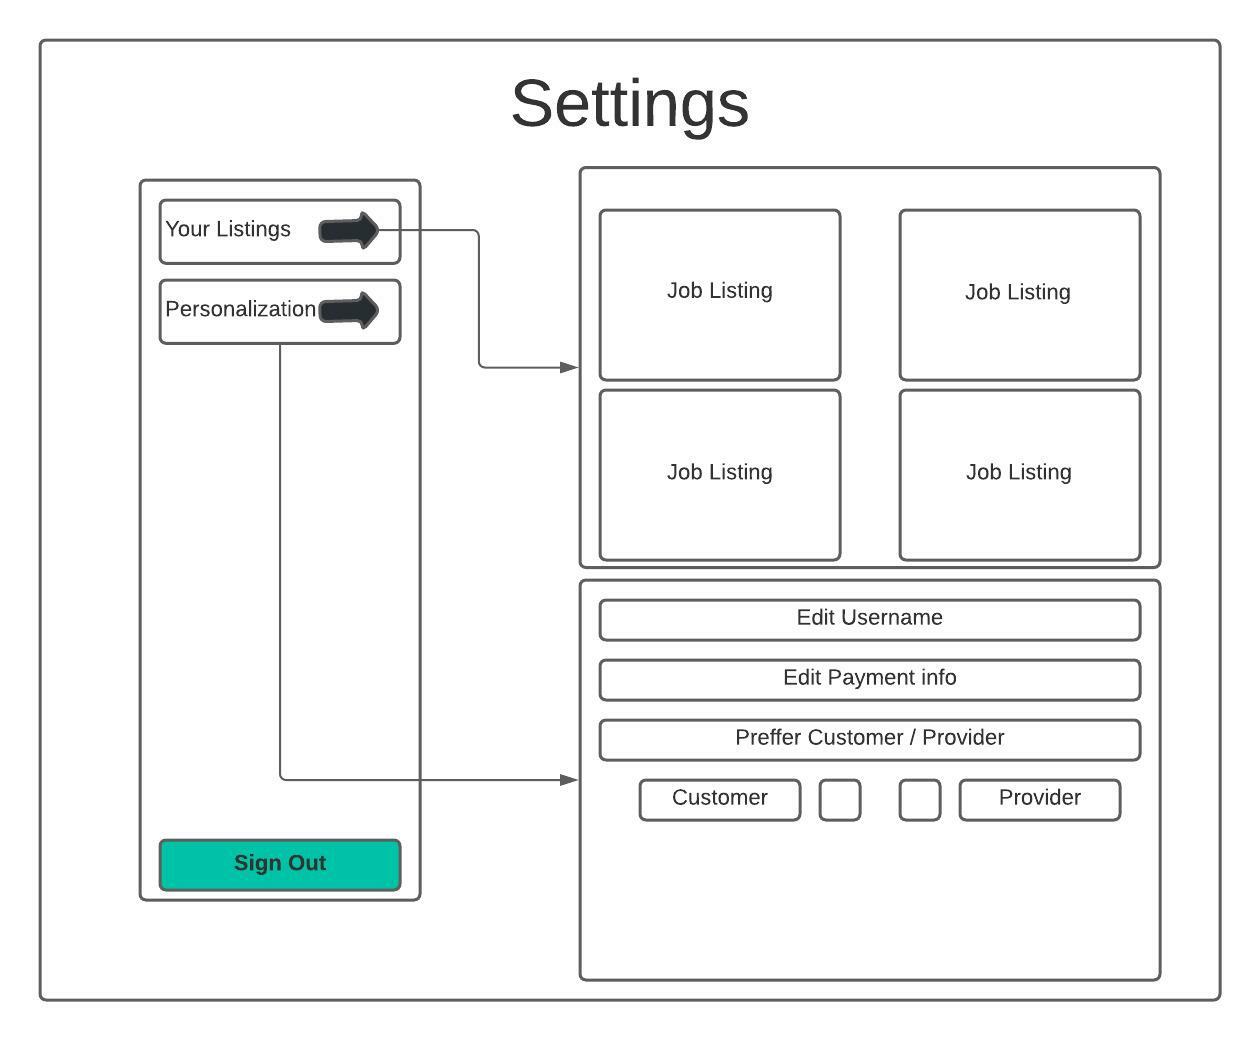 Settings
Your Listings
Personalization
Sign Out
Job Listing
Job Listing
Job Listing
Job Listing
Edit Username
Edit Payment info
Preffer Customer / Provider
Customer
Provider